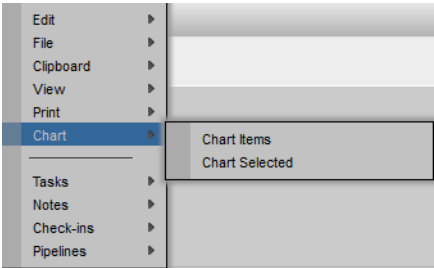 Edit
File
Clipboard
View
Print
Chart
Chart Items
Chart Selected
Tasks
Notes
Check-ins
Pipelines